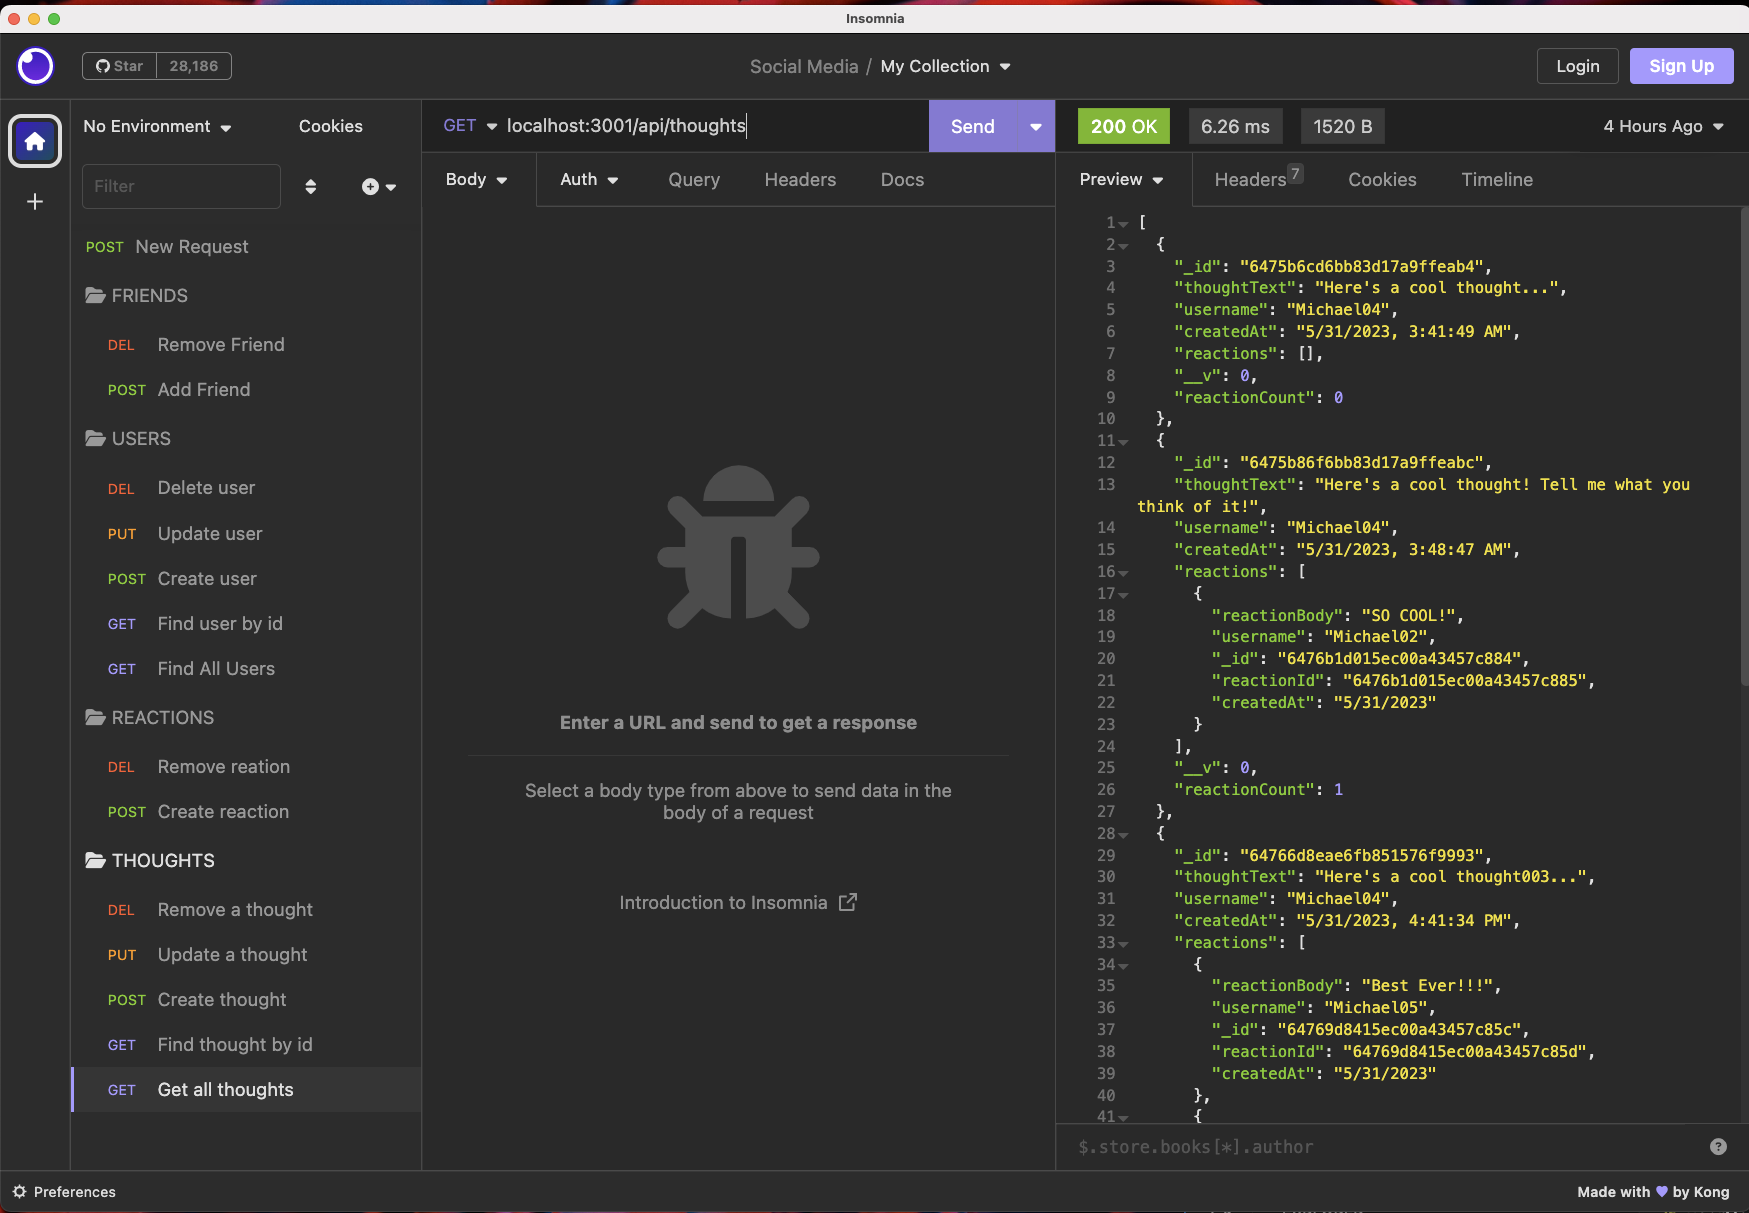 Insomnia
Star 28,186
Social Media / My Collection
Login
Sign Up
No Environment
Cookies
Filter
POST New Request
FRIENDS
DEL Remove Friend
POST Add Friend
USERS
DEL Delete user
PUT Update user
POST Create user
GET Find user by id
GET Find All Users
REACTIONS
DEL Remove reation
POST Create reaction
THOUGHTS
DEL Remove a thought
PUT Update a thought
POST Create thought
GET Find thought by id
GET Get all thoughts
GET localhost:3001/api/thoughts
Send
Body Auth Query Headers Docs
Enter a URL and send to get a response
Select a body type from above to send data in the
body of a request
Introduction to Insomnia
200 OK 6.26 ms 1520 B 4 Hours Ago
Preview Headers 7 Cookies Timeline
1 [
2 {
3 "_id": "6475b6cd6bb83d17a9ffeab4",
4 "thoughtText": "Here's a cool thought...",
5 "username": "Michael04",
6 "createdAt": "5/31/2023, 3:41:49 AM",
7 "reactions": [],
8 "__v": 0,
9 "reactionCount": 0
10 },
11 {
12 "_id": "6475b86f6bb83d17a9ffeabc",
13 "thoughtText": "Here's a cool thought! Tell me what you
think of it!",
14 "username": "Michael04",
15 "createdAt": "5/31/2023, 3:48:47 AM",
16 "reactions": [
17 {
18 "reactionBody": "SO COOL!",
19 "username": "Michael02",
20 "_id": "6476b1d015ec00a43457c884",
21 "reactionId": "6476b1d015ec00a43457c885",
22 "createdAt": "5/31/2023"
23 }
24 ],
25 "__v": 0,
26 "reactionCount": 1
27 },
28 {
29 "_id": "64766d8eae6fb851576f9993",
30 "thoughtText": "Here's a cool thought003...",
31 "username": "Michael04",
32 "createdAt": "5/31/2023, 4:41:34 PM",
33 "reactions": [
34 {
35 "reactionBody": "Best Ever!!!",
36 "username": "Michael05",
37 "_id": "64769d8415ec00a43457c85c",
38 "reactionId": "64769d8415ec00a43457c85d",
39 "createdAt": "5/31/2023"
40 },
41 {
$.store.books[*].author
Preferences
Made with 💜 by Kong